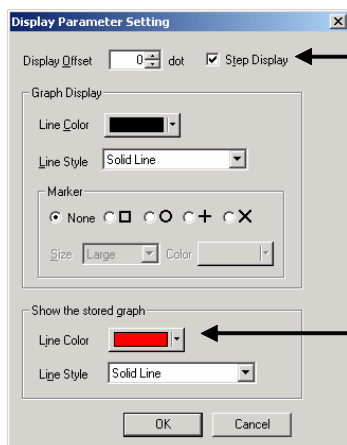 Display Parameter Setting
Display Offset 0 dot Step Display
Graph Display
Line Color
Line Style Solid Line
Marker
None
Size Large Color
Show the stored graph
Line Color
Line Style Solid Line
OK Cancel